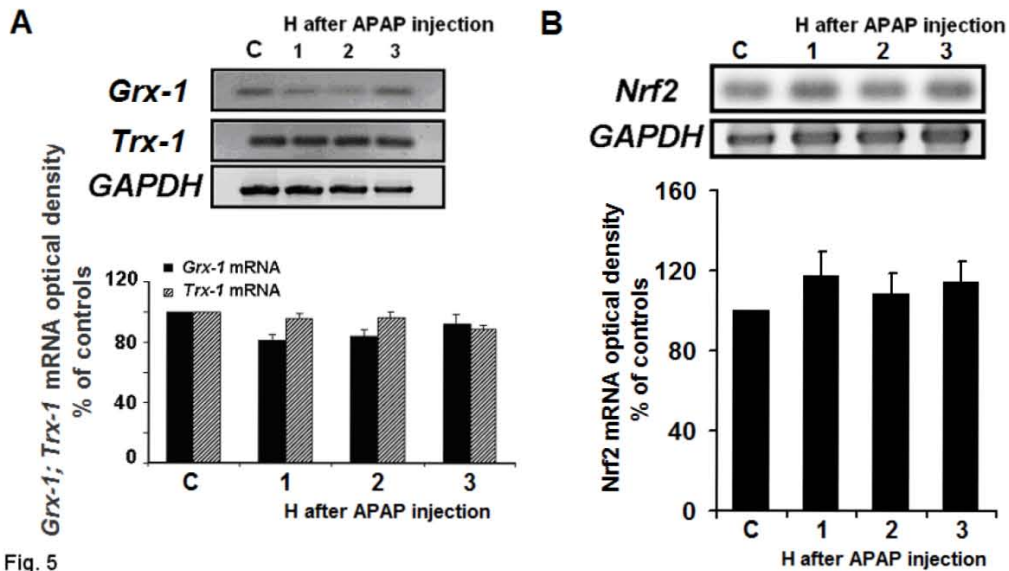 A
H after APAP injection
C 1 2 3
Grx-1
Trx-1
GAPDH
Grx-1; Trx-1 mRNA optical density
% of controls
120
80
40
0
Grx-1 mRNA
Trx-1 mRNA
C 1 2 3
H after APAP injection
B
H after APAP injection
C 1 2 3
Nrf2
GAPDH
Nrf2 mRNA optical density
% of controls
160
120
80
40
0
C 1 2 3
H after APAP injection
Fig. 5